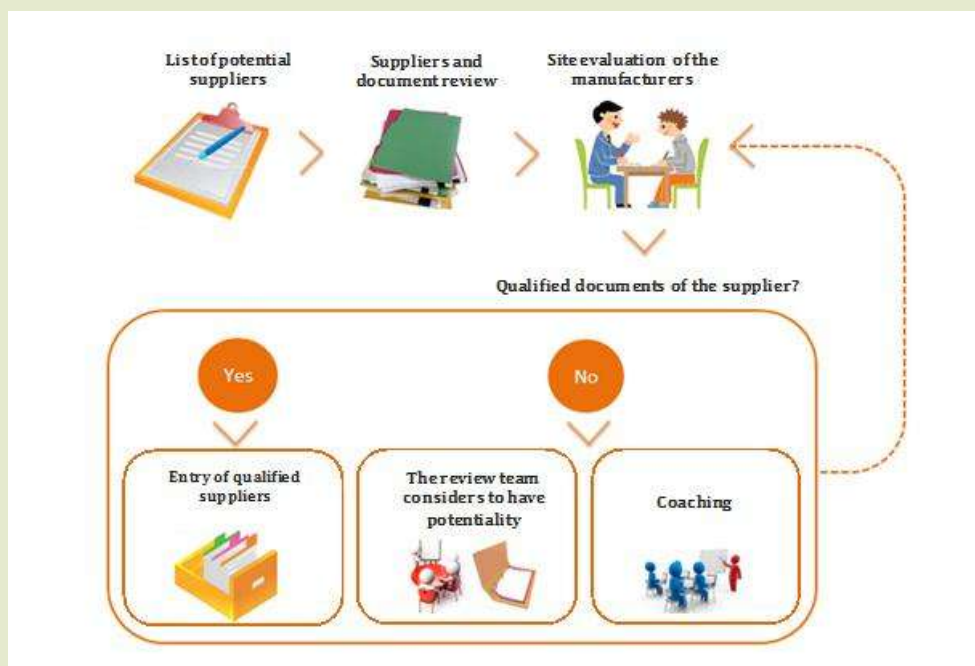 List of potential
suppliers
Suppliers and
document review
Site evaluation of the
manufacturers
Qualified documents of the supplier?
Yes
No
Entry of qualified
suppliers
The review team
considers to have
potentiality
Coaching